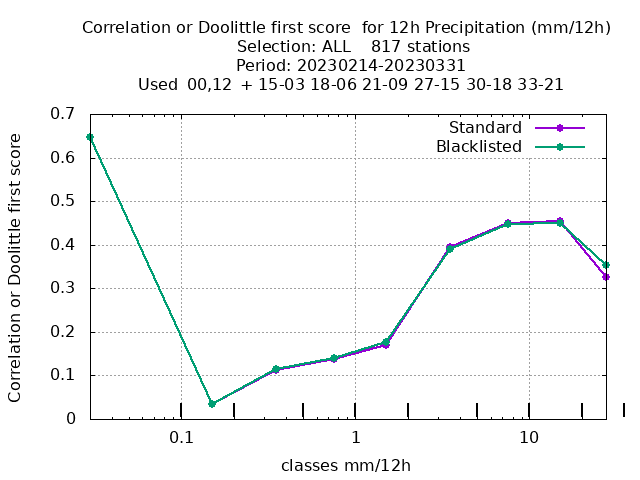 Correlation or Doolittle first score  for 12h Precipitation (mm/12h)
Selection: ALL    817 stations
Period: 20230214-20230331
Used  00,12  + 15-03 18-06 21-09 27-15 30-18 33-21
Standard
Blacklisted
Correlation or Doolittle first score
0.7
0.6
0.5
0.4
0.3
0.2
0.1
0
0.1
1
10
classes mm/12h